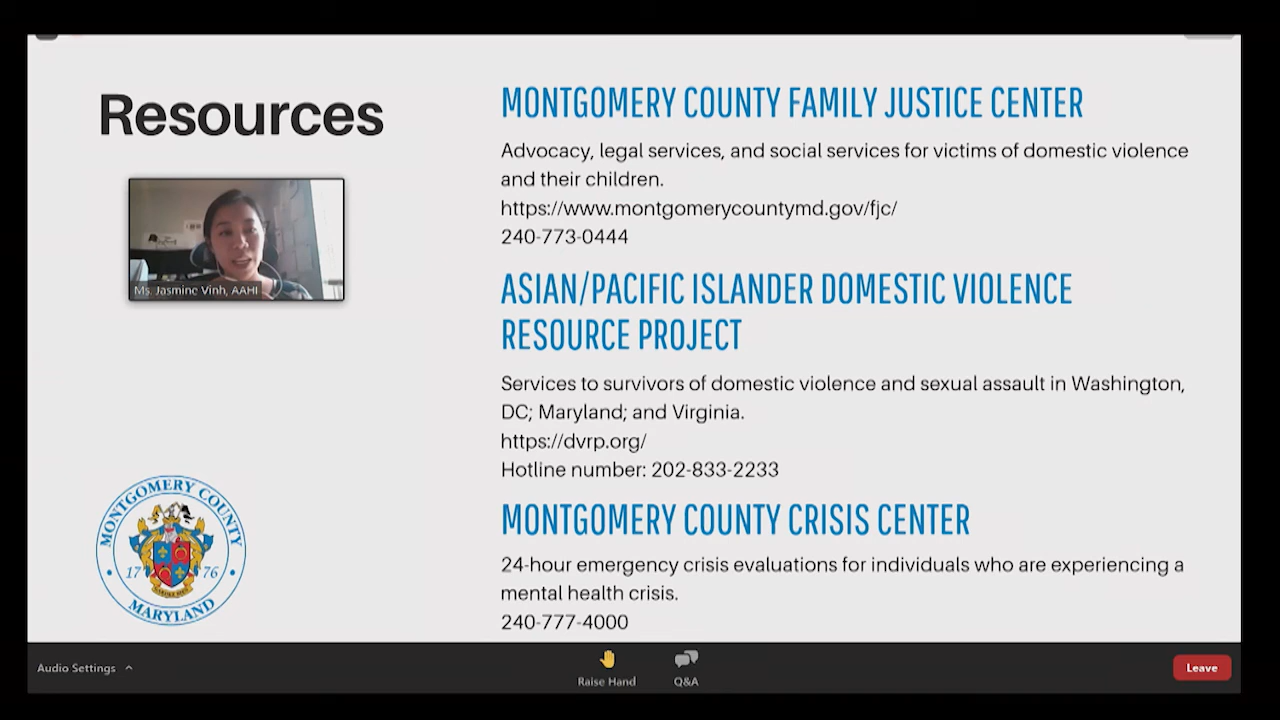 Resources
Ms. Jasmine Vinh, AAHI
MONTGOMERY COUNTY
17 76
MARYLAND
MONTGOMERY COUNTY FAMILY JUSTICE CENTER
Advocacy, legal services, and social services for victims of domestic violence
and their children.
https://www.montgomerycountymd.gov/fjc/
240-773-0444
ASIAN/PACIFIC ISLANDER DOMESTIC VIOLENCE
RESOURCE PROJECT
Services to survivors of domestic violence and sexual assault in Washington,
DC; Maryland; and Virginia.
https://dvrp.org/
Hotline number: 202-833-2233
MONTGOMERY COUNTY CRISIS CENTER
24-hour emergency crisis evaluations for individuals who are experiencing a
mental health crisis.
240-777-4000
Audio Settings
Raise Hand
Q&A
Leave